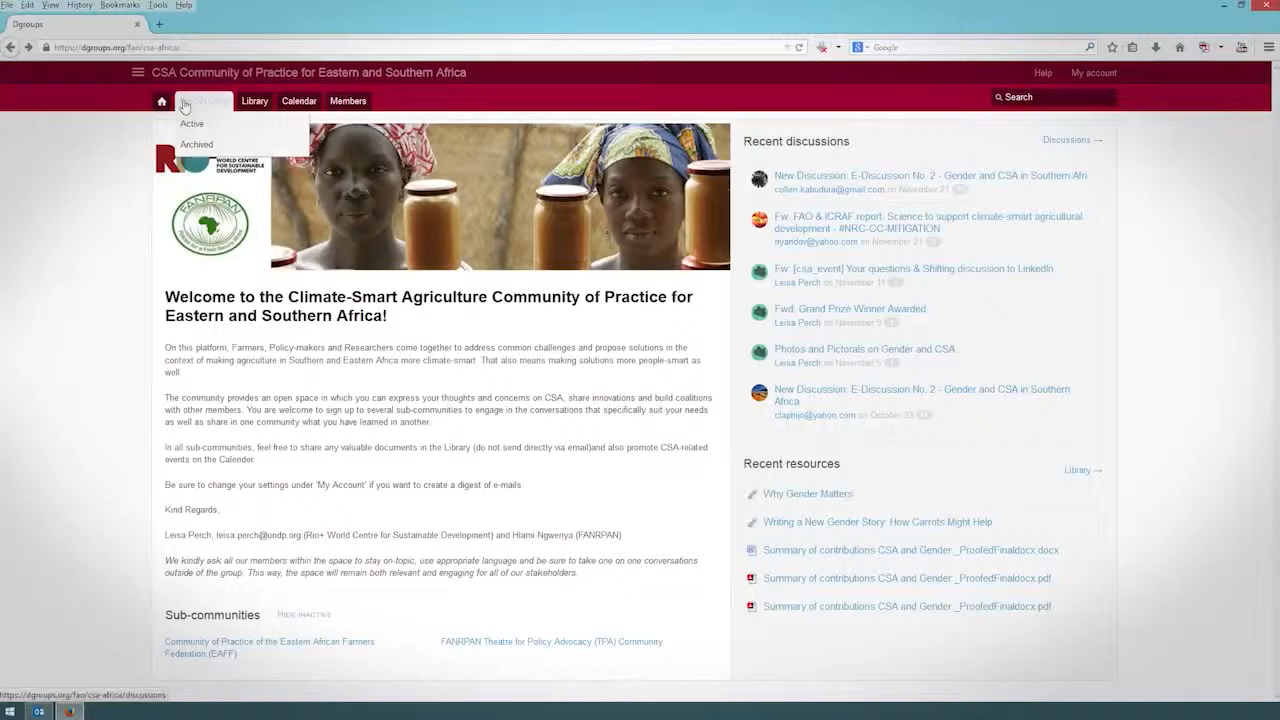 File Edit View History Bookmarks Tools Help
Dgroups
https://dgroups.org/fao/csa-africa/
Google
CSA Community of Practice for Eastern and Southern Africa
Help My account
Library Calendar Members
Search
Active
Archived
WORLD CENTRE
FOR SUSTAINABLE
DEVELOPMENT
FANRPAN
Welcome to the Climate-Smart Agriculture Community of Practice for
Eastern and Southern Africa!
On this platform, Farmers, Policy-makers and Researchers come together to address common challenges and propose solutions in the
context of making agriculture in Southern and Eastern Africa more climate-smart. That also means making solutions more people-smart as
well.
The community provides an open space in which you can express your thoughts and concerns on CSA, share innovations and build coalitions
with other members. You are welcome to sign up to several sub-communities to engage in the conversations that specifically suit your needs
as well as share in one community what you have learned in another.
In all sub-communities, feel free to share any valuable documents in the Library (do not send directly via email)and also promote CSA-related
events on the Calender.
Be sure to change your settings under 'My Account' if you want to create a digest of e-mails.
Kind Regards,
Leisa Perch, leisa.perch@undp.org (Rio+ World Centre for Sustainable Development) and Hlami Ngwenya (FANRPAN)
We kindly ask all our members within the space to stay on-topic, use appropriate language and be sure to take one on one conversations
outside of the group. This way, the space will remain both relevant and engaging for all of our stakeholders.
Sub-communities HIDE INACTIVE
Community of Practice of the Eastern African Farmers
Federation (EAFF)
FANRPAN Theatre for Policy Advocacy (TPA) Community
Recent discussions
Discussions →
New Discussion: E-Discussion No. 2 - Gender and CSA in Southern Afri
collen.kabudura@gmail.com on November 21
Fw: FAO & ICRAF report: Science to support climate-smart agricultural
development - #NRC-CC-MITIGATION
nyandov@yahoo.com on November 21
Fw: [csa_event] Your questions & Shifting discussion to LinkedIn
Leisa Perch on November 11
Fwd: Grand Prize Winner Awarded
Leisa Perch on November 9
Photos and Pictorals on Gender and CSA
Leisa Perch on November 5
New Discussion: E-Discussion No. 2 - Gender and CSA in Southern
Africa
claphijo@yahoo.com on October 23
Recent resources
Library →
Why Gender Matters
Writing a New Gender Story: How Carrots Might Help
Summary of contributions CSA and Gender._ProofedFinaldocx.docx
Summary of contributions CSA and Gender._ProofedFinaldocx.pdf
Summary of contributions CSA and Gender._ProofedFinaldocx.pdf
https://dgroups.org/fao/csa-africa/discussions